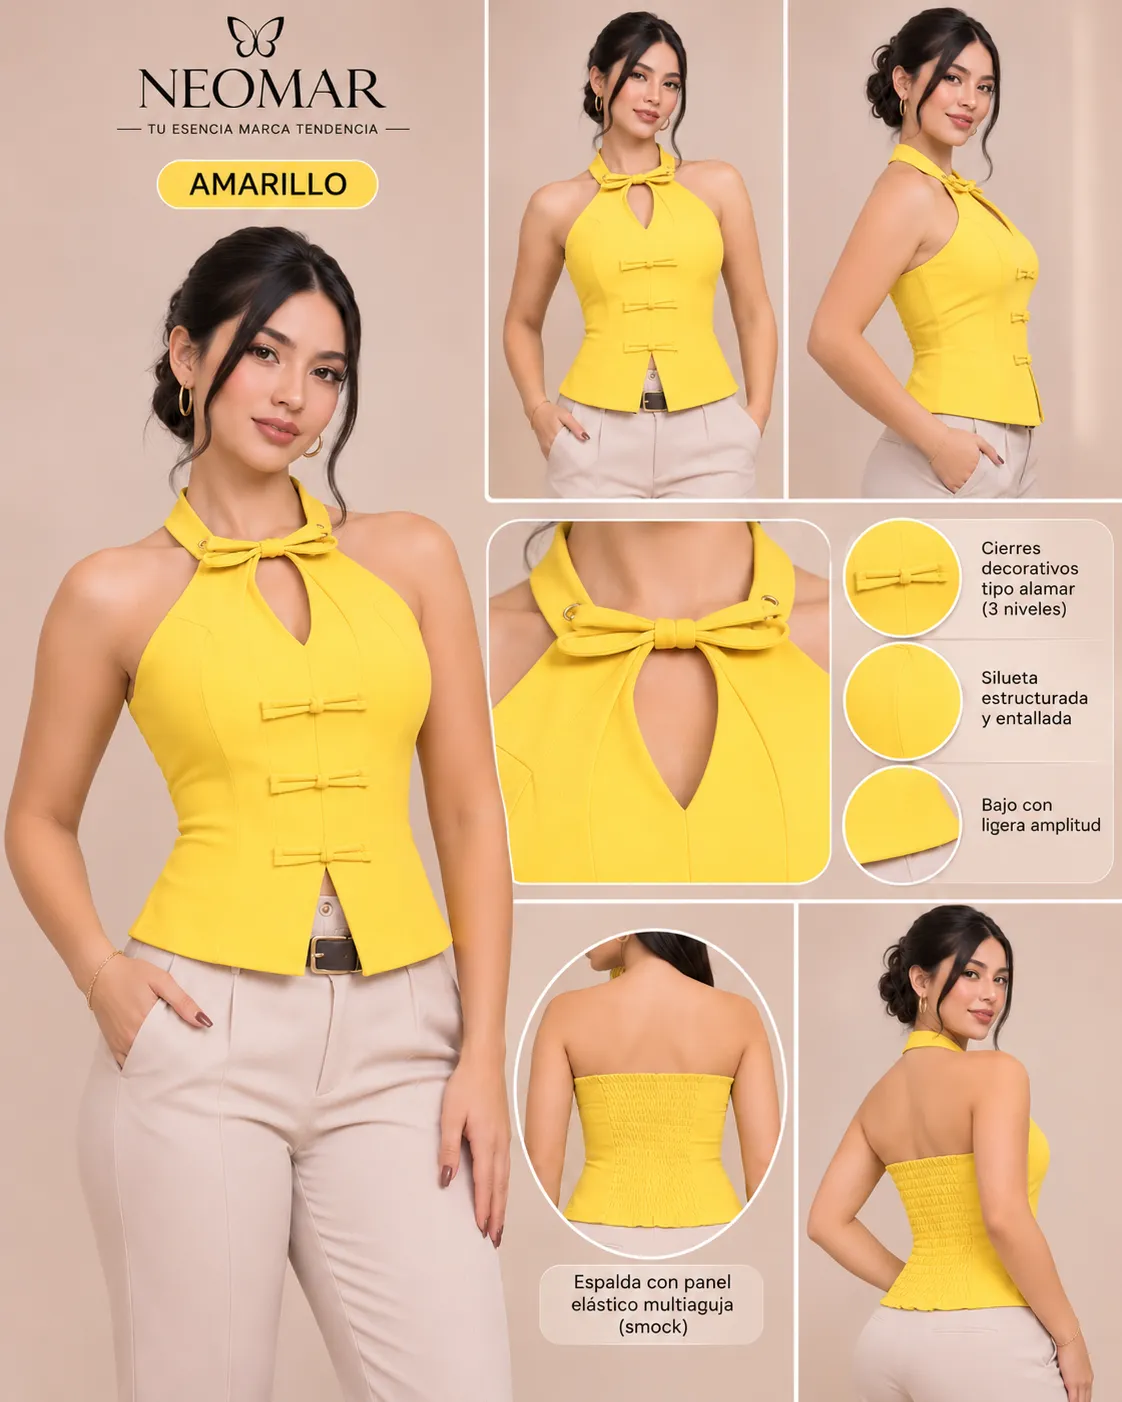 NEOMAR
TU ESENCIA MARCA TENDENCIA
AMARILLO
Cierres
decorativos
tipo alamar
(3 niveles)
Silueta
estructurada
y entallada
Bajo con
ligera amplitud
Espalda con panel
elástico multiaguja
(smock)